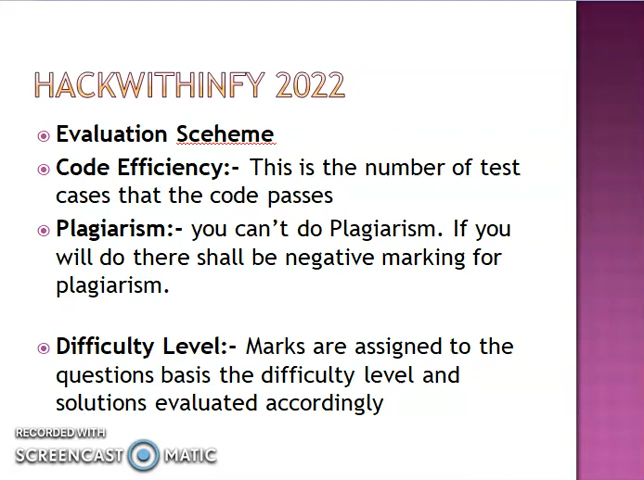 HACKWITHINFY 2022
Evaluation Sceheme
Code Efficiency:- This is the number of test
cases that the code passes
Plagiarism:- you can't do Plagiarism. If you
will do there shall be negative marking for
plagiarism.
Difficulty Level:- Marks are assigned to the
questions basis the difficulty level and
solutions evaluated accordingly
RECORDED WITH
SCREENCAST MATIC